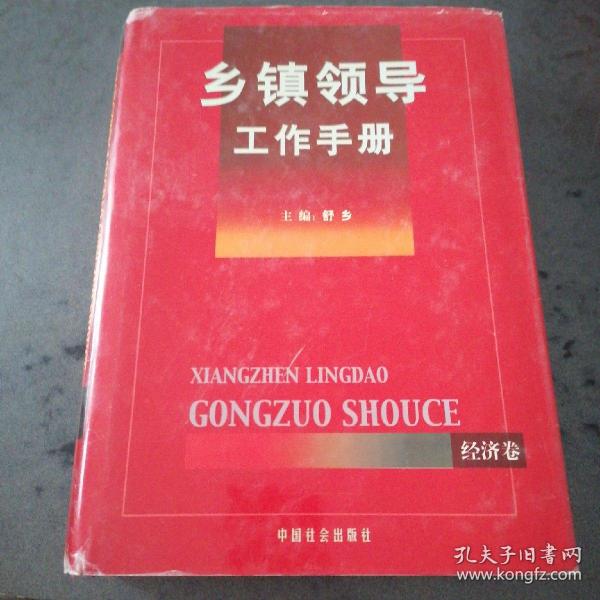 乡镇领导
工作手册
主编：舒乡
XIANGZHEN LINGDAO
GONGZUO SHOUCE
经济卷
中国社会出版社
孔夫子旧书网
www.kongfz.com